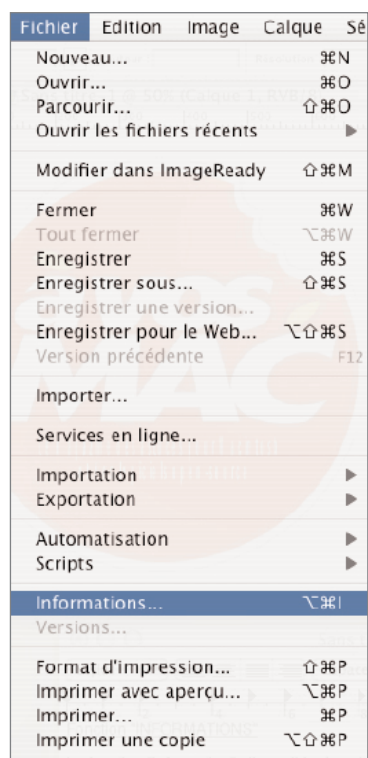 Fichier Edition Image Calque Sé
Nouveau... ⌘N
Ouvrir... ⌘O
Parcourir... ⇧⌘O
Ouvrir les fichiers récents ▶
Modifier dans ImageReady ⇧⌘M
Fermer ⌘W
Tout fermer ⌥⌘W
Enregistrer ⌘S
Enregistrer sous... ⇧⌘S
Enregistrer une version...
Enregistrer pour le Web... ⌥⇧⌘S
Version précédente F12
Importer...
Services en ligne...
Importation ▶
Exportation ▶
Automatisation ▶
Scripts ▶
Informations... ⌥⌘I
Versions...
Format d'impression... ⇧⌘P
Imprimer avec aperçu... ⌥⌘P
Imprimer... ⌘P
Imprimer une copie ⌥⇧⌘P